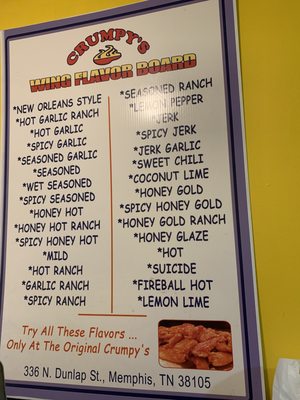 CRUMPY'S
WING FLAVOR BOARD
*NEW ORLEANS STYLE
*HOT GARLIC RANCH
*HOT GARLIC
*SPICY GARLIC
*SEASONED GARLIC
*SEASONED
*WET SEASONED
*SPICY SEASONED
*HONEY HOT
*HONEY HOT RANCH
*SPICY HONEY HOT
*MILD
*HOT RANCH
*GARLIC RANCH
*SPICY RANCH
*SEASONED RANCH
*LEMON PEPPER
*JERK
*SPICY JERK
*JERK GARLIC
*SWEET CHILI
*COCONUT LIME
*HONEY GOLD
*SPICY HONEY GOLD
*HONEY GOLD RANCH
*HONEY GLAZE
*HOT
*SUICIDE
*FIREBALL HOT
*LEMON LIME
Try All These Flavors ...
Only At The Original Crumpy's
336 N. Dunlap St., Memphis, TN 38105